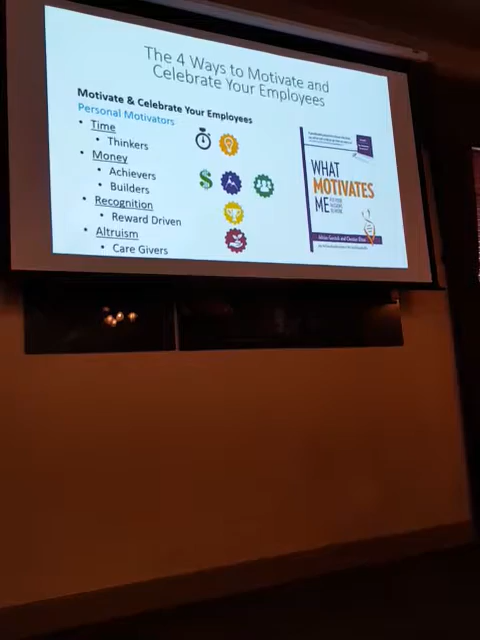 The 4 Ways to Motivate and
Celebrate Your Employees
Motivate & Celebrate Your Employees
Personal Motivators
• Time
• Thinkers
• Money
• Achievers
• Builders
• Recognition
• Reward Driven
• Altruism
• Care Givers
$
WHAT
MOTIVATES
ME